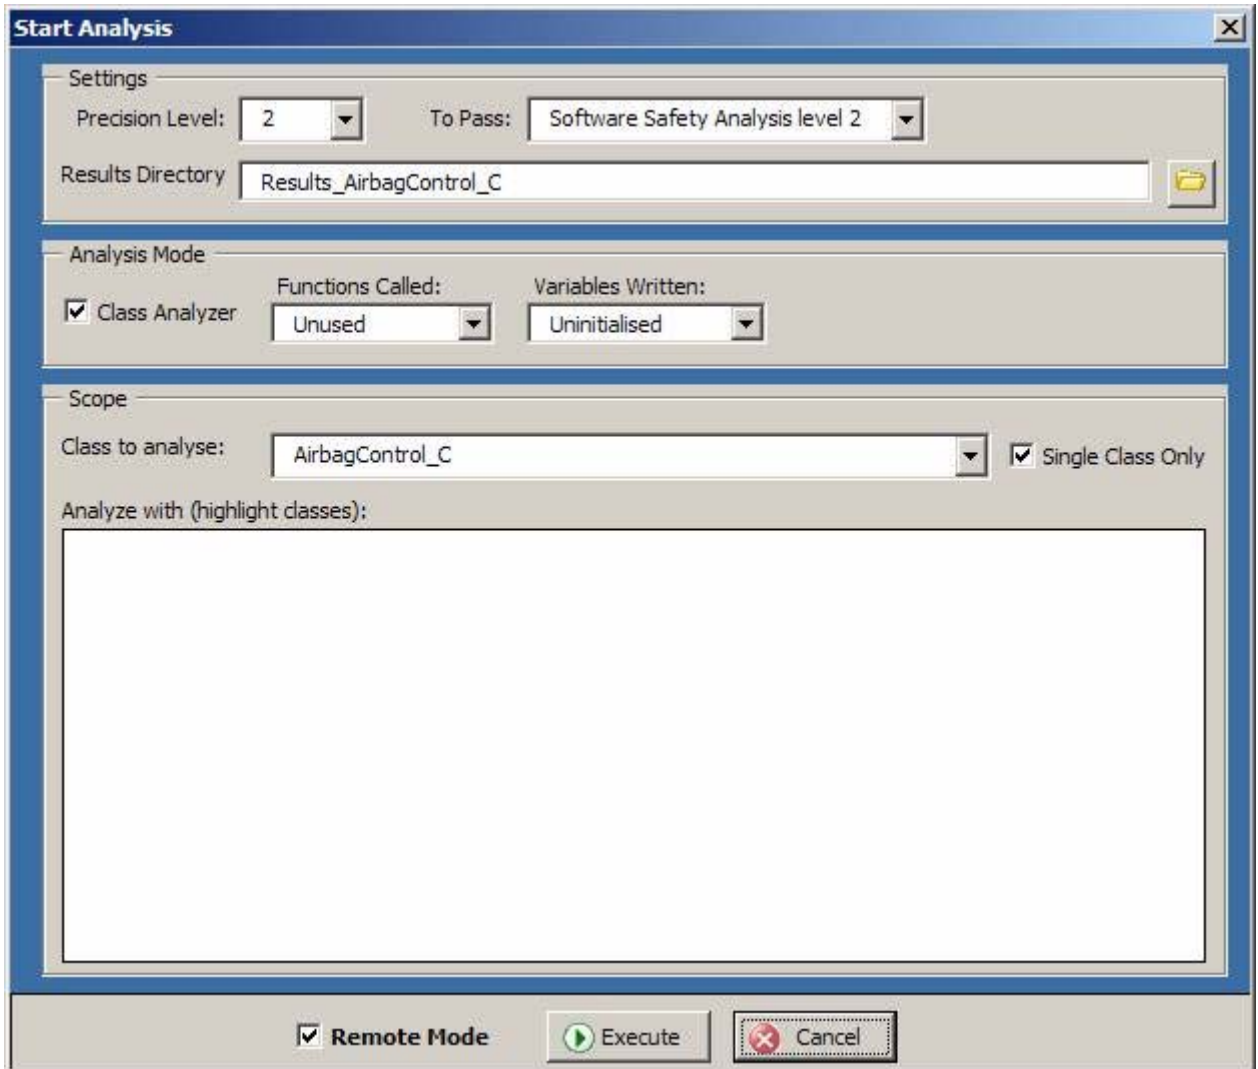 Start Analysis
Settings
Precision Level: 2 To Pass: Software Safety Analysis level 2
Results Directory Results_AirbagControl_C
Analysis Mode
Functions Called: Variables Written:
Class Analyzer Unused Uninitialised
Scope
Class to analyse: AirbagControl_C Single Class Only
Analyze with (highlight classes):
Remote Mode Execute Cancel